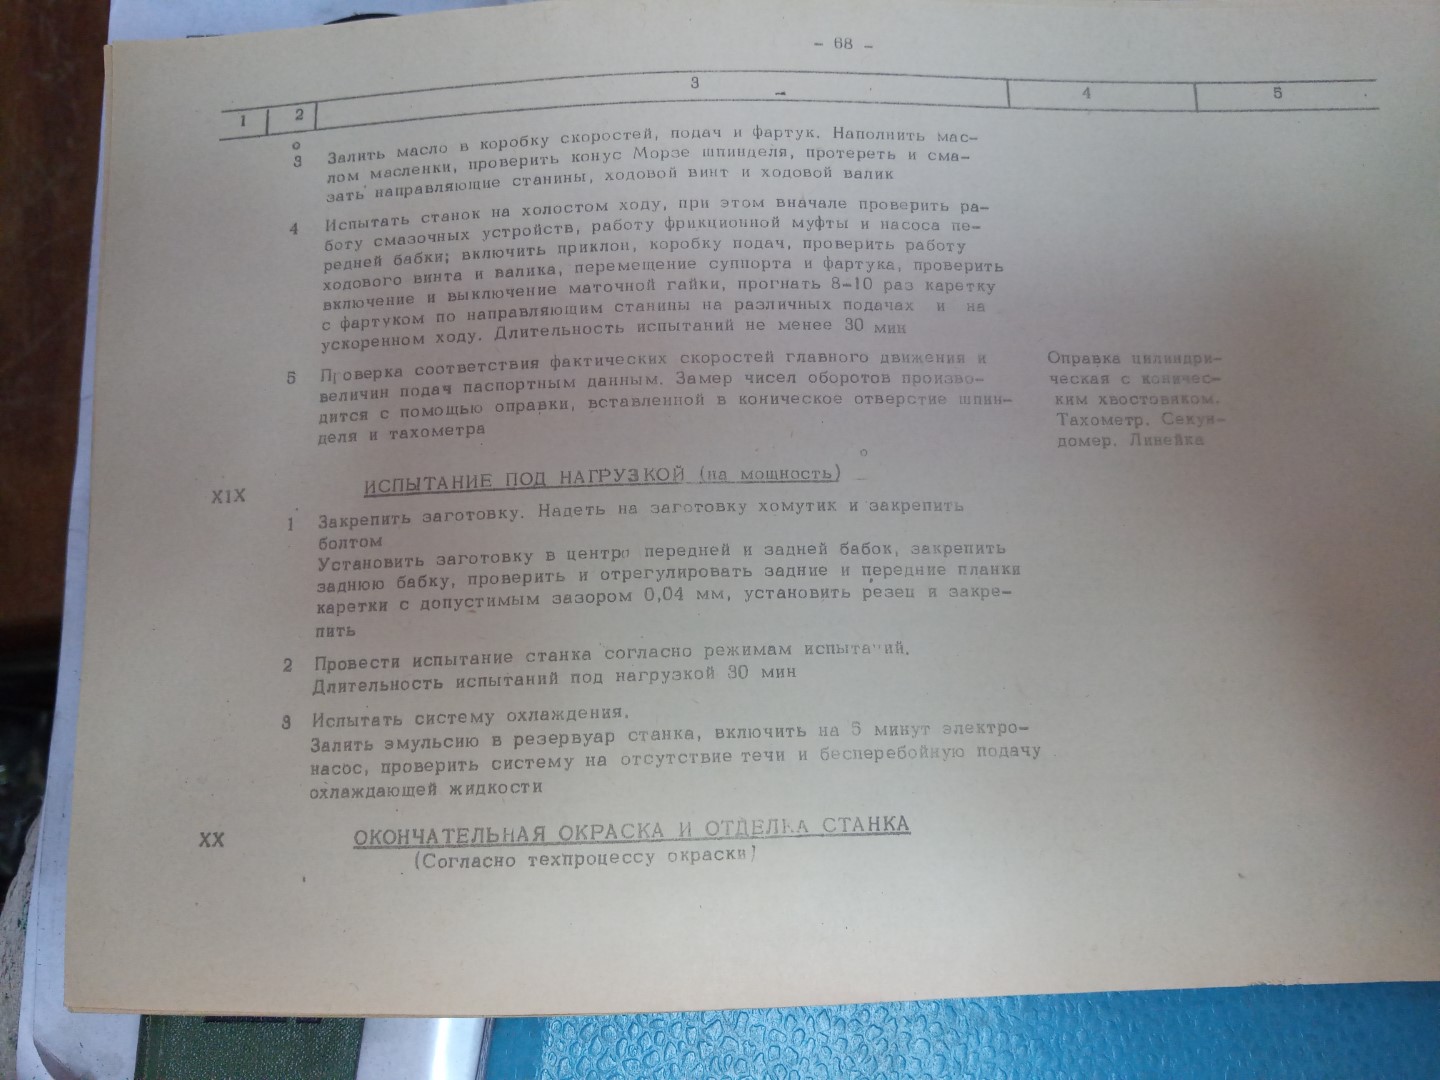 - 68 -
1 2 3 4 5
3 Залить масло в коробку скоростей, подач и фартук. Наполнить мас-
лом масленки, проверить конус Морзе шпинделя, протереть и сма-
зать направляющие станины, ходовой винт и ходовой валик
4 Испытать станок на холостом ходу, при этом вначале проверить ра-
боту смазочных устройств, работу фрикционной муфты и насоса пе-
редней бабки; включить приклон, коробку подач, проверить работу
ходового винта и валика, перемещение суппорта и фартука, проверить
включение и выключение маточной гайки, прогнать 8-10 раз каретку
с фартуком по направляющим станины на различных подачах и на
ускоренном ходу. Длительность испытаний не менее 30 мин
5 Проверка соответствия фактических скоростей главного движения и
величин подач паспортным данным. Замер чисел оборотов произво-
дится с помощью оправки, вставленной в коническое отверстие шпин-
деля и тахометра
Оправка цилиндри-
ческая с коничес-
ким хвостовиком.
Тахометр. Секун-
домер. Линейка
XIX ИСПЫТАНИЕ ПОД НАГРУЗКОЙ (на мощность)
1 Закрепить заготовку. Надеть на заготовку хомутик и закрепить
болтом
Установить заготовку в центра передней и задней бабок, закрепить
заднюю бабку, проверить и отрегулировать задние и передние планки
каретки с допустимым зазором 0,04 мм, установить резец и закре-
пить
2 Провести испытание станка согласно режимам испытаний.
Длительность испытаний под нагрузкой 30 мин
3 Испытать систему охлаждения.
Залить эмульсию в резервуар станка, включить на 5 минут электро-
насос, проверить систему на отсутствие течи и бесперебойную подачу
охлаждающей жидкости
XX ОКОНЧАТЕЛЬНАЯ ОКРАСКА И ОТДЕЛКА СТАНКА
(Согласно техпроцессу окраски)